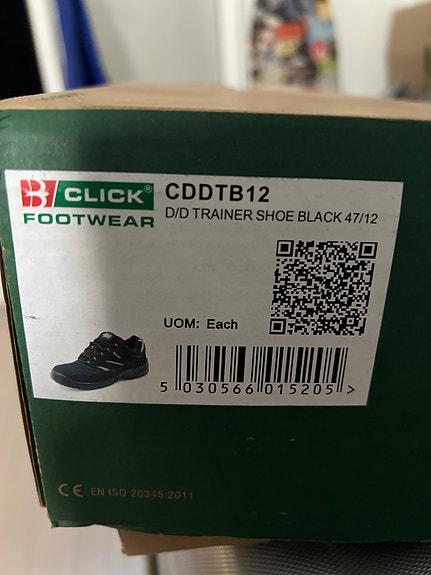 B CLICK® CDDTB12
FOOTWEAR D/D TRAINER SHOE BLACK 47/12
UOM: Each
5 030566 015205 >
CE EN ISO 20345:2011